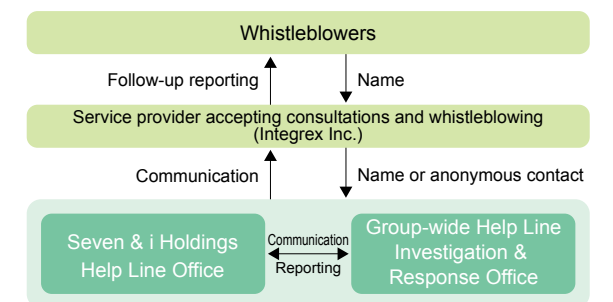 Whistleblowers
Follow-up reporting
Name
Service provider accepting consultations and whistleblowing
(Integrex Inc.)
Communication
Name or anonymous contact
Seven & i Holdings
Help Line Office
Communication
Reporting
Group-wide Help Line
Investigation &
Response Office